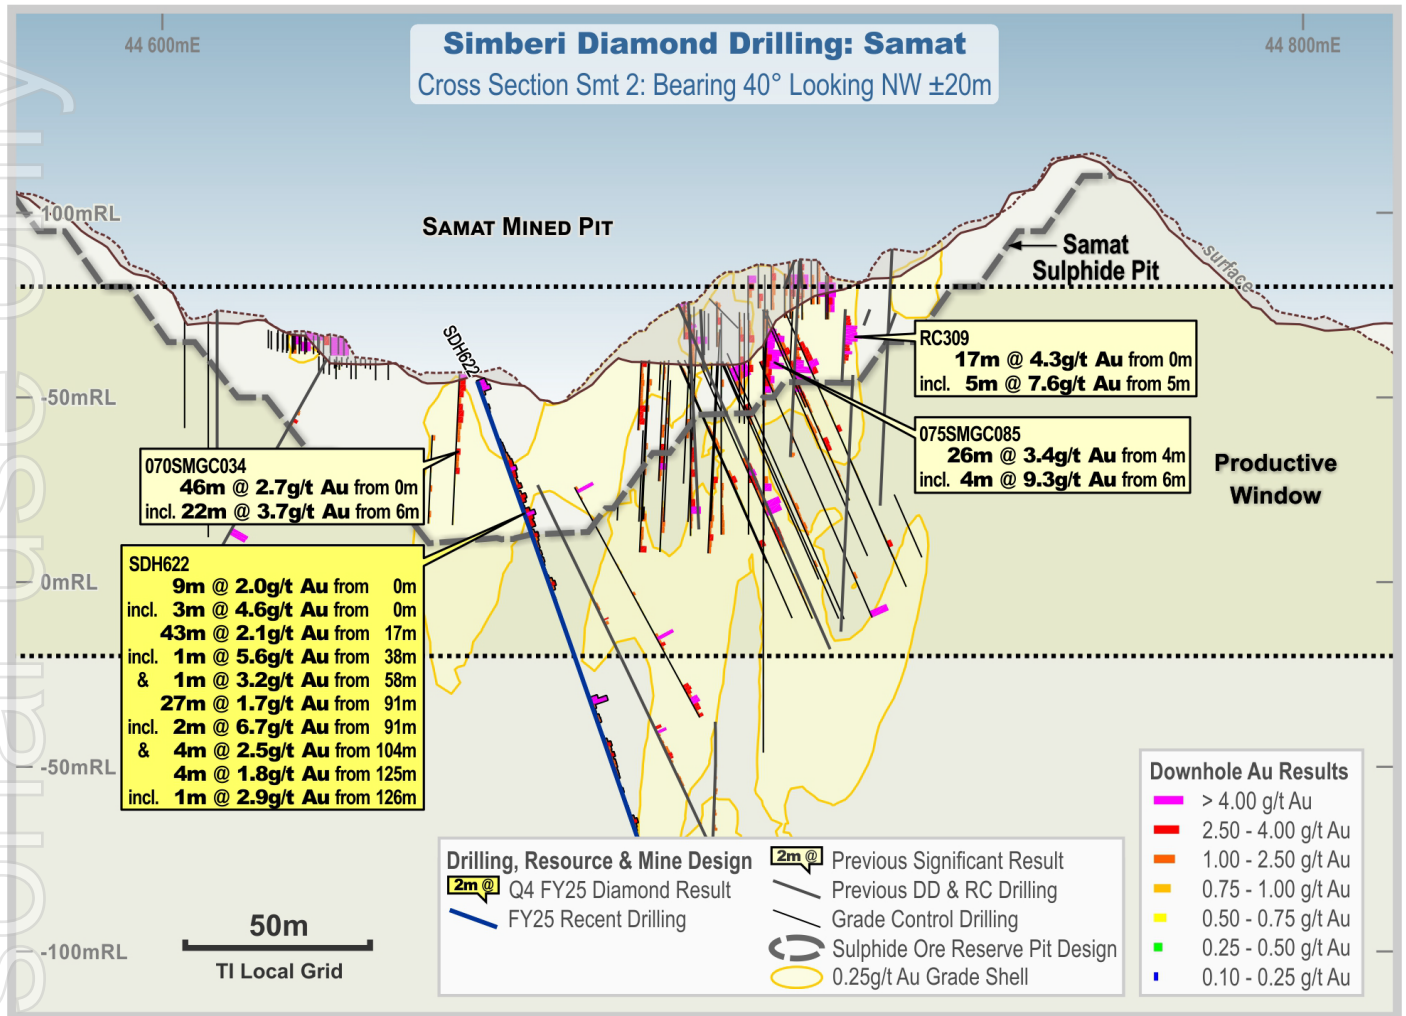 44 600mE
44 800mE
Simberi Diamond Drilling: Samat
Cross Section Smt 2: Bearing 40° Looking NW ±20m
SAMAT MINED PIT
100mRL
Samat
Sulphide Pit
surface
SDH622
RC309
17m @ 4.3g/t Au from 0m
incl. 5m @ 7.6g/t Au from 5m
-50mRL
075SMGC085
26m @ 3.4g/t Au from 4m
incl. 4m @ 9.3g/t Au from 6m
070SMGC034
46m @ 2.7g/t Au from 0m
incl. 22m @ 3.7g/t Au from 6m
Productive
Window
SDH622
9m @ 2.0g/t Au from 0m
incl. 3m @ 4.6g/t Au from 0m
43m @ 2.1g/t Au from 17m
incl. 1m @ 5.6g/t Au from 38m
& 1m @ 3.2g/t Au from 58m
27m @ 1.7g/t Au from 91m
incl. 2m @ 6.7g/t Au from 91m
& 4m @ 2.5g/t Au from 104m
4m @ 1.8g/t Au from 125m
incl. 1m @ 2.9g/t Au from 126m
0mRL
-50mRL
-100mRL
50m
TI Local Grid
Drilling, Resource & Mine Design
2m @ Q4 FY25 Diamond Result
FY25 Recent Drilling
2m @ Previous Significant Result
Previous DD & RC Drilling
Grade Control Drilling
Sulphide Ore Reserve Pit Design
0.25g/t Au Grade Shell
Downhole Au Results
> 4.00 g/t Au
2.50 - 4.00 g/t Au
1.00 - 2.50 g/t Au
0.75 - 1.00 g/t Au
0.50 - 0.75 g/t Au
0.25 - 0.50 g/t Au
0.10 - 0.25 g/t Au